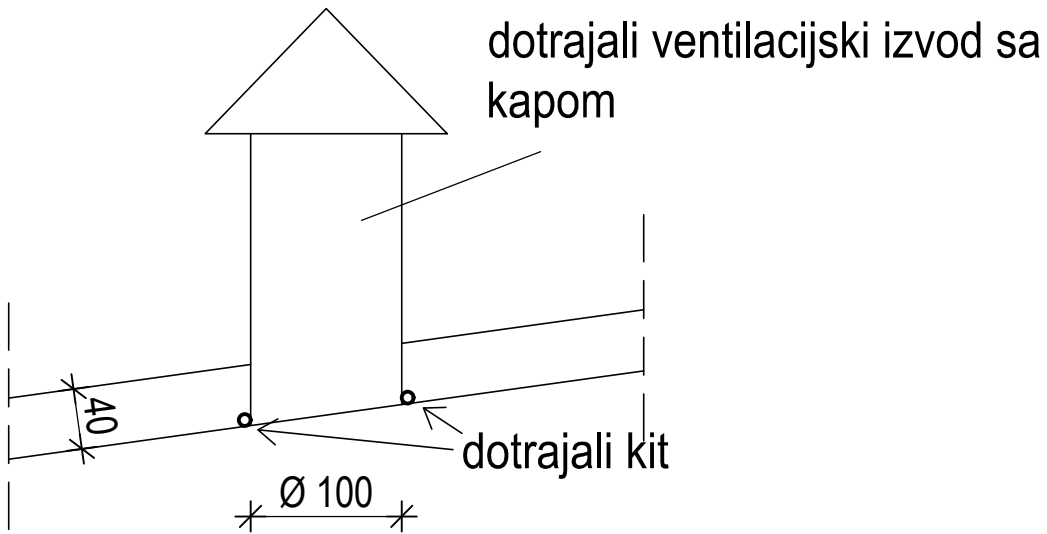 dotrajali ventilacijski izvod sa
kapom
40
dotrajali kit
Ø 100